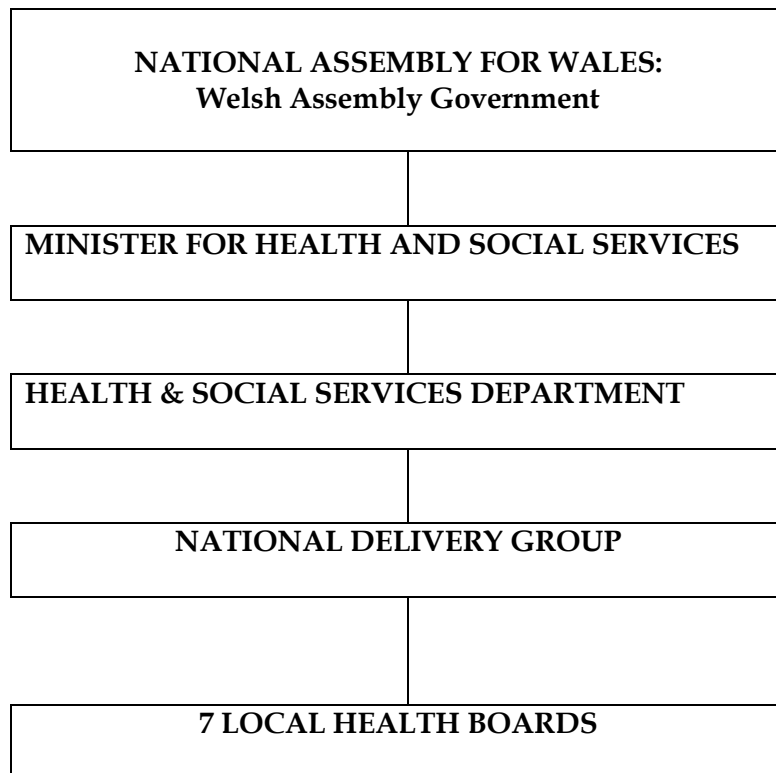 NATIONAL ASSEMBLY FOR WALES:
Welsh Assembly Government
MINISTER FOR HEALTH AND SOCIAL SERVICES
HEALTH & SOCIAL SERVICES DEPARTMENT
NATIONAL DELIVERY GROUP
7 LOCAL HEALTH BOARDS